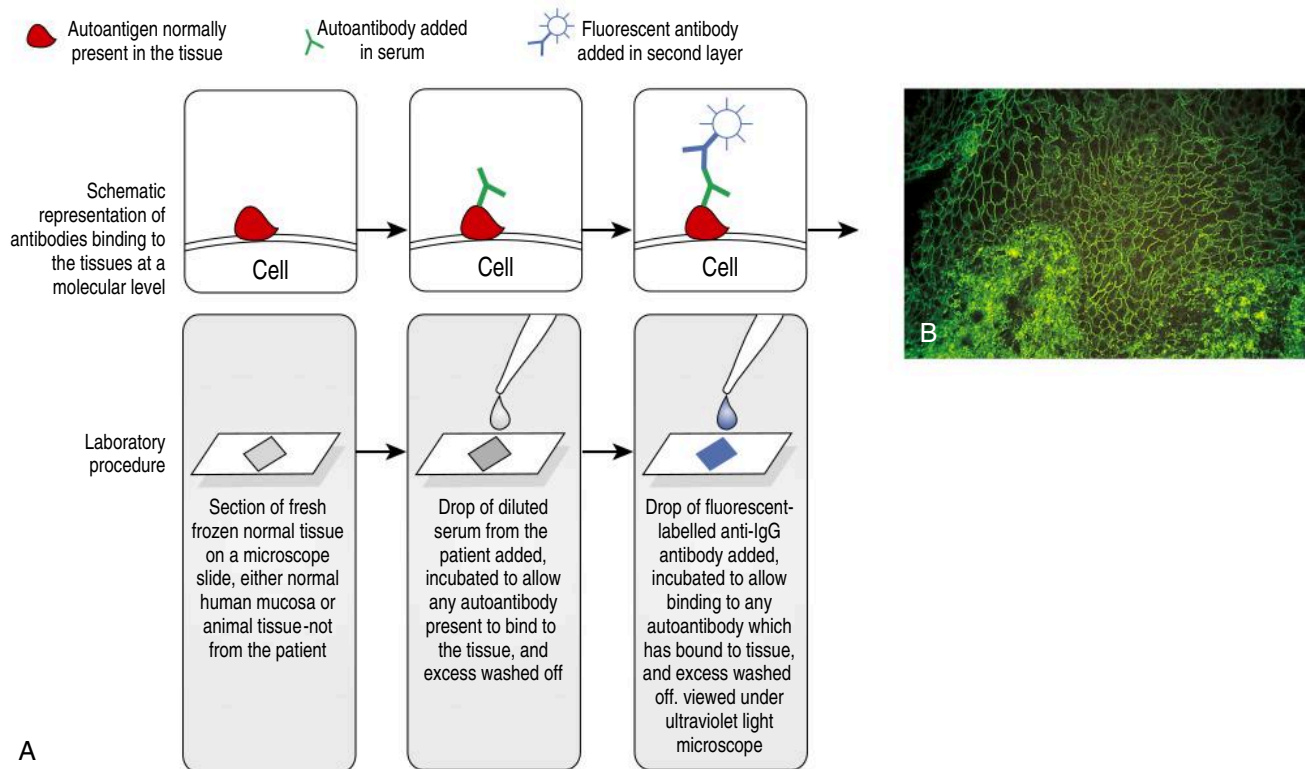 Autoantigen normally
present in the tissue
Autoantibody added
in serum
Fluorescent antibody
added in second layer
Schematic
representation of
antibodies binding to
the tissues at a
molecular level
Cell
Cell
Cell
B
Laboratory
procedure
Section of fresh
frozen normal tissue
on a microscope
slide, either normal
human mucosa or
animal tissue-not
from the patient
Drop of diluted
serum from the
patient added,
incubated to allow
any autoantibody
present to bind to
the tissue, and
excess washed off
Drop of fluorescent-
labelled anti-IgG
antibody added,
incubated to allow
binding to any
autoantibody which
has bound to tissue,
and excess washed
off. viewed under
ultraviolet light
microscope
A